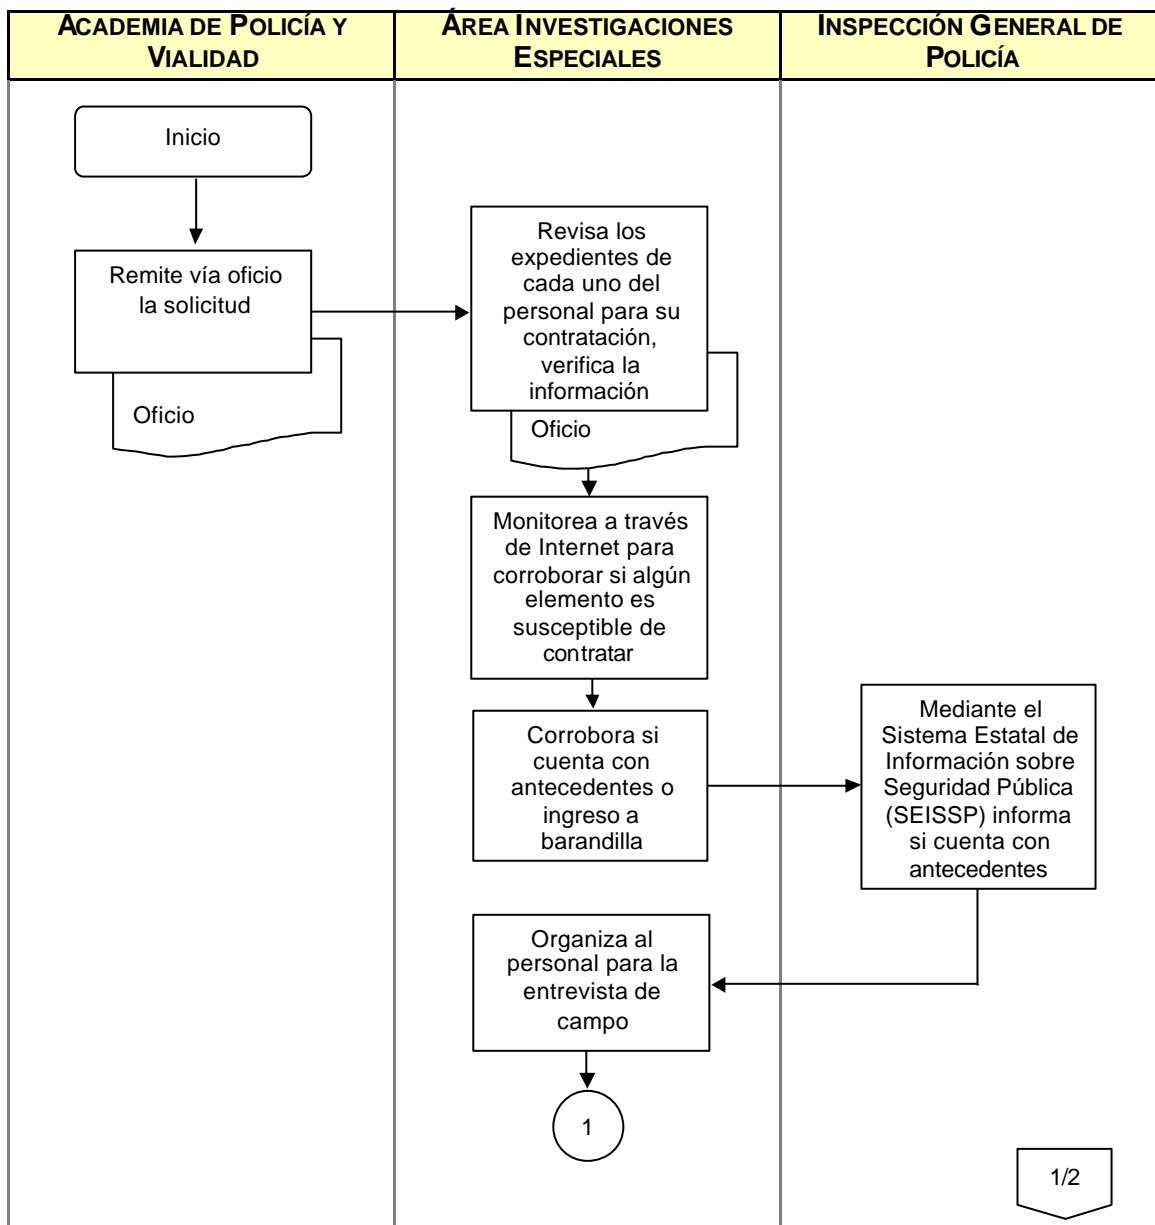 ACADEMIA DE POLICÍA Y
VIALIDAD
ÁREA INVESTIGACIONES
ESPECIALES
INSPECCIÓN GENERAL DE
POLICÍA
Inicio
Remite vía oficio
la solicitud
Oficio
Revisa los
expedientes de
cada uno del
personal para su
contratación,
verifica la
información
Oficio
Monitorea a través
de Internet para
corroborar si algún
elemento es
susceptible de
contratar
Corrobora si
cuenta con
antecedentes o
ingreso a
barandilla
Mediante el
Sistema Estatal de
Información sobre
Seguridad Pública
(SEISSP) informa
si cuenta con
antecedentes
Organiza al
personal para la
entrevista de
campo
1
1/2